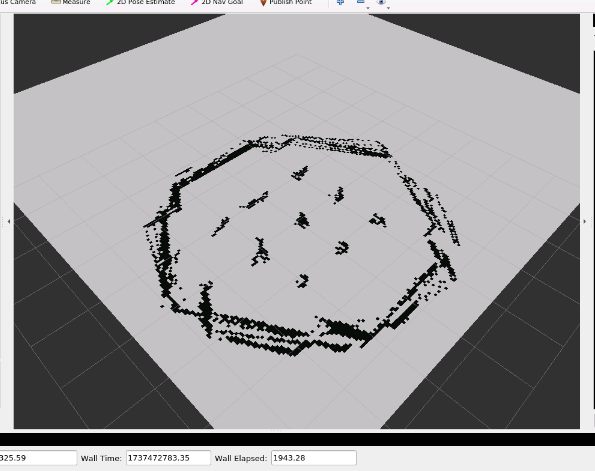 us Camera Measure 2D Pose Estimate 2D Nav Goal Publish Point
325.59 Wall Time: 1737472783.35 Wall Elapsed: 1943.28